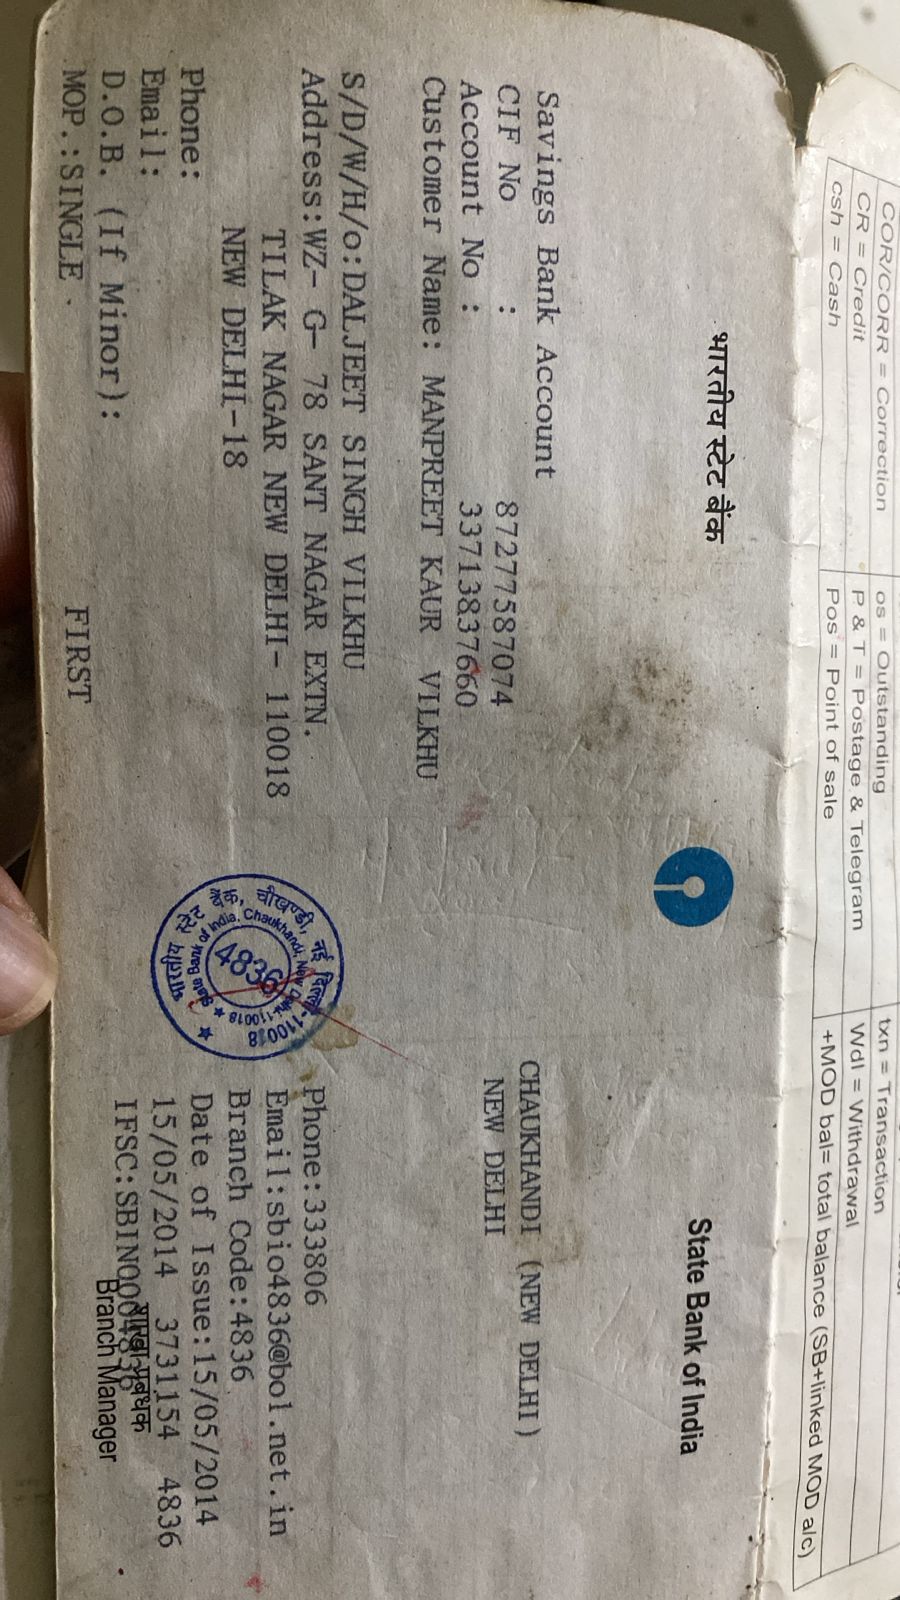 COR/CORR = Correction
os = Outstanding
txn = Transaction
CR = Credit
P & T = Postage & Telegram
Wdl = Withdrawal
csh = Cash
Pos = Point of sale
+MOD bal= total balance (SB+linked MOD a/c)
भारतीय स्टेट बैंक
State Bank of India
Savings Bank Account
CIF No : 87277587074
Account No : 33713837660
Customer Name: MANPREET KAUR VILKHU
S/D/W/H/o:DALJEET SINGH VILKHU
Address:WZ- G- 78 SANT NAGAR EXTN.
TILAK NAGAR NEW DELHI- 110018
NEW DELHI-18
Phone:
Email:
D.O.B. (If Minor):
MOP.:SINGLE FIRST
CHAUKHANDI (NEW DELHI)
NEW DELHI
भारतीय स्टेट बैंक, चौखण्डी, नई दिल्ली-110018
State Bank of India, Chaukhandi, New Delhi-110018
4836
Phone:333806
Email:sbio4836@bol.net.in
Branch Code:4836
Date of Issue:15/05/2014
15/05/2014 3731154 4836
IFSC:SBIN0004836
शाखा प्रबंधक
Branch Manager